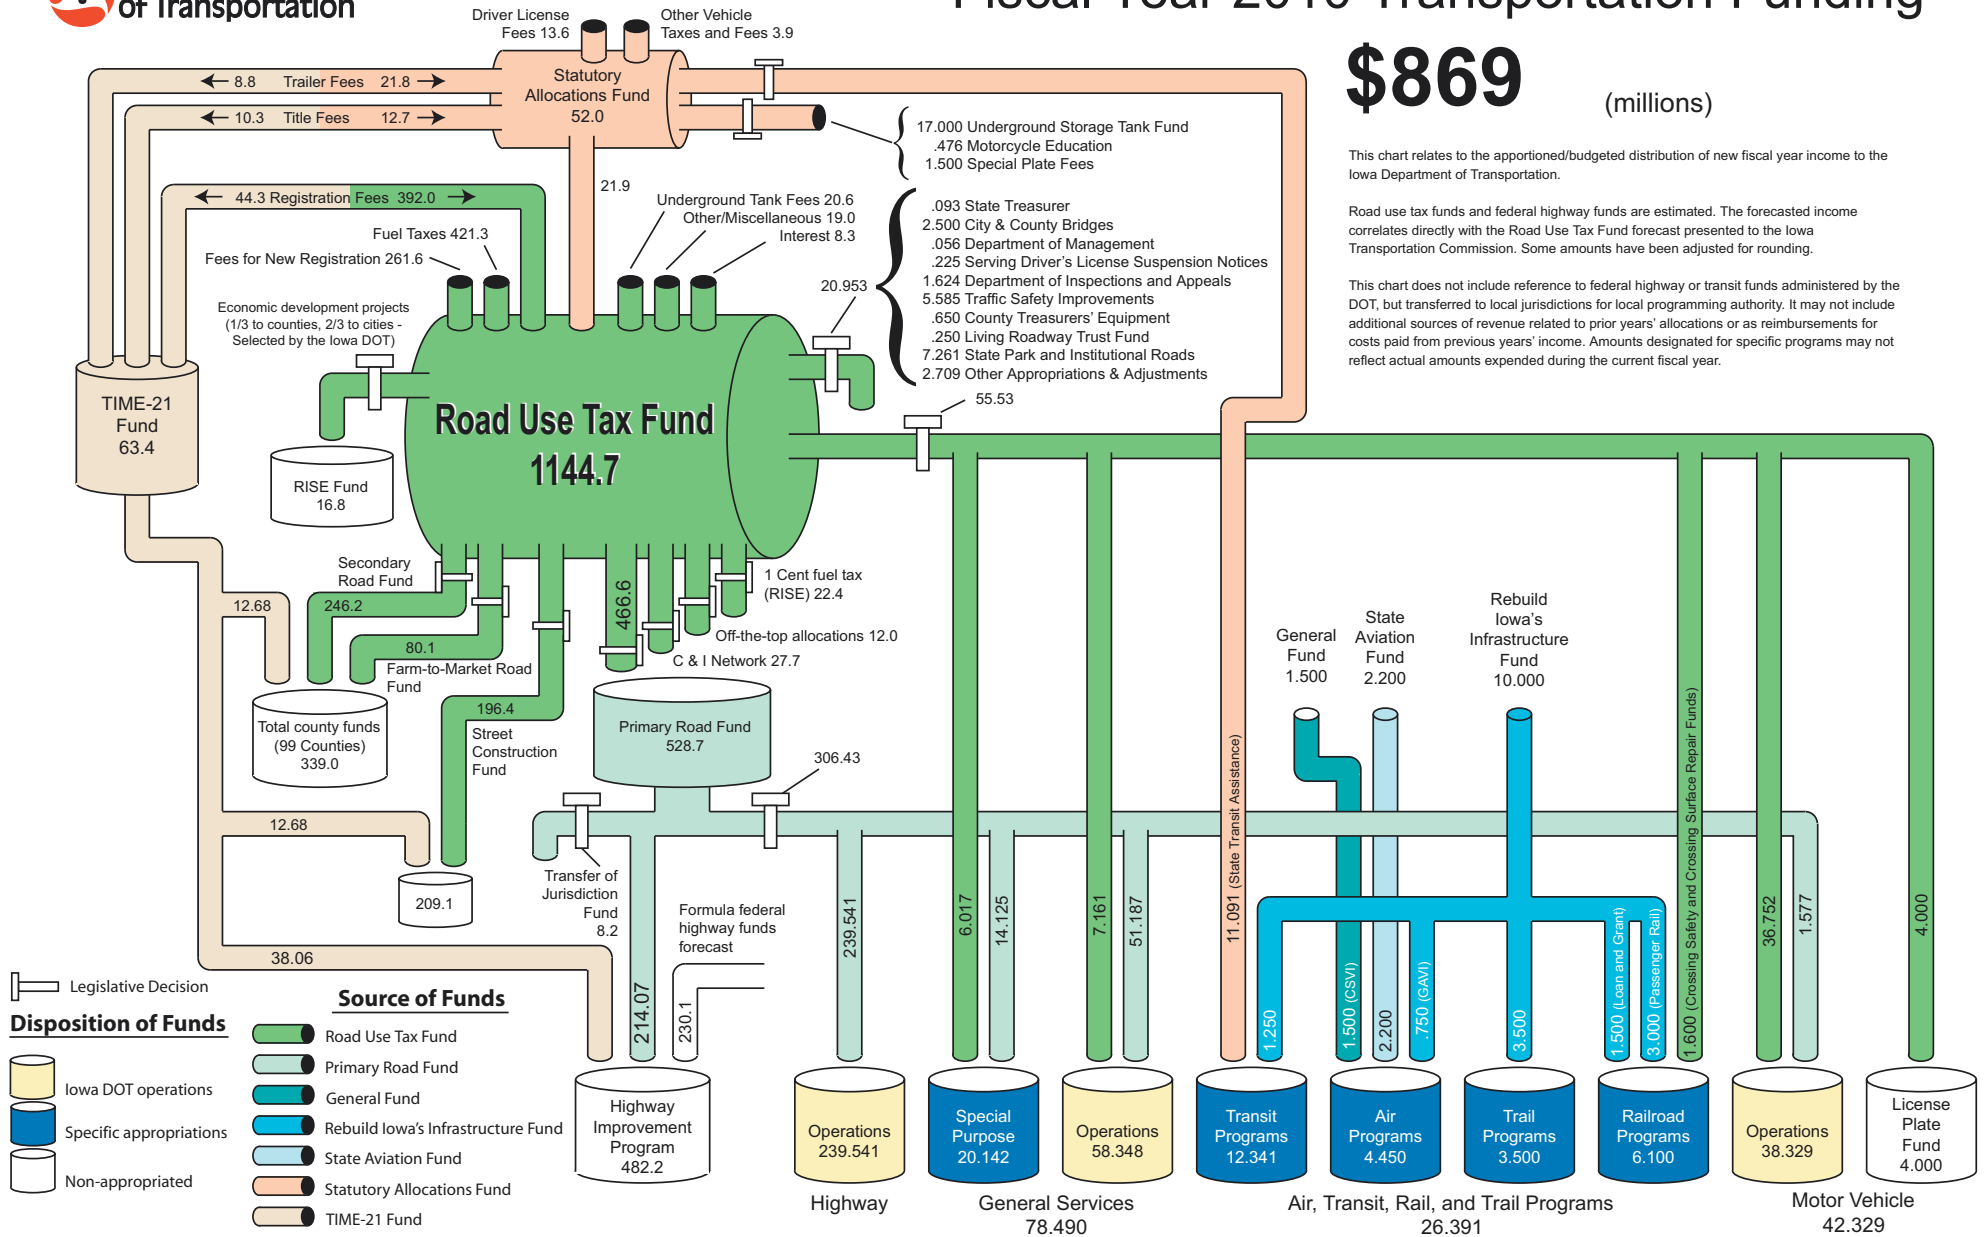 of Transportation
Fiscal Year 2010 Transportation Funding
$869
(millions)
This chart relates to the apportioned/budgeted distribution of new fiscal year income to the
Iowa Department of Transportation.
Road use tax funds and federal highway funds are estimated. The forecasted income
correlates directly with the Road Use Tax Fund forecast presented to the Iowa
Transportation Commission. Some amounts have been adjusted for rounding.
This chart does not include reference to federal highway or transit funds administered by the
DOT, but transferred to local jurisdictions for local programming authority. It may not include
additional sources of revenue related to prior years' allocations or as reimbursements for
costs paid from previous years' income. Amounts designated for specific programs may not
reflect actual amounts expended during the current fiscal year.
Driver License
Fees 13.6
Other Vehicle
Taxes and Fees 3.9
8.8 Trailer Fees 21.8
10.3 Title Fees 12.7
Statutory
Allocations Fund
52.0
17.000 Underground Storage Tank Fund
.476 Motorcycle Education
1.500 Special Plate Fees
21.9
44.3 Registration Fees 392.0
Underground Tank Fees 20.6
Other/Miscellaneous 19.0
Interest 8.3
Fuel Taxes 421.3
Fees for New Registration 261.6
20.953
.093 State Treasurer
2.500 City & County Bridges
.056 Department of Management
.225 Serving Driver's License Suspension Notices
1.624 Department of Inspections and Appeals
5.585 Traffic Safety Improvements
.650 County Treasurers' Equipment
.250 Living Roadway Trust Fund
7.261 State Park and Institutional Roads
2.709 Other Appropriations & Adjustments
Economic development projects
(1/3 to counties, 2/3 to cities -
Selected by the Iowa DOT)
TIME-21
Fund
63.4
RISE Fund
16.8
Road Use Tax Fund
1144.7
55.53
Secondary
Road Fund
12.68
246.2
80.1
Farm-to-Market Road
Fund
196.4
Street
Construction
Fund
466.6
1 Cent fuel tax
(RISE) 22.4
Off-the-top allocations 12.0
C & I Network 27.7
Total county funds
(99 Counties)
339.0
Primary Road Fund
528.7
306.43
12.68
209.1
Transfer of
Jurisdiction
Fund
8.2
Formula federal
highway funds
forecast
38.06
214.07
230.1
General
Fund
1.500
State
Aviation
Fund
2.200
Rebuild
Iowa's
Infrastructure
Fund
10.000
239.541
6.017
14.125
7.161
51.187
11.091 (State Transit Assistance)
1.250
1.500 (CSVI)
2.200
.750 (GAVI)
3.500
1.500 (Loan and Grant)
3.000 (Passenger Rail)
1.600 (Crossing Safety and Crossing Surface Repair Funds)
36.752
1.577
4.000
Legislative Decision
Disposition of Funds
Iowa DOT operations
Specific appropriations
Non-appropriated
Source of Funds
Road Use Tax Fund
Primary Road Fund
General Fund
Rebuild Iowa's Infrastructure Fund
State Aviation Fund
Statutory Allocations Fund
TIME-21 Fund
Highway
Improvement
Program
482.2
Operations
239.541
Special
Purpose
20.142
Operations
58.348
Transit
Programs
12.341
Air
Programs
4.450
Trail
Programs
3.500
Railroad
Programs
6.100
Operations
38.329
License
Plate
Fund
4.000
Highway
General Services
78.490
Air, Transit, Rail, and Trail Programs
26.391
Motor Vehicle
42.329